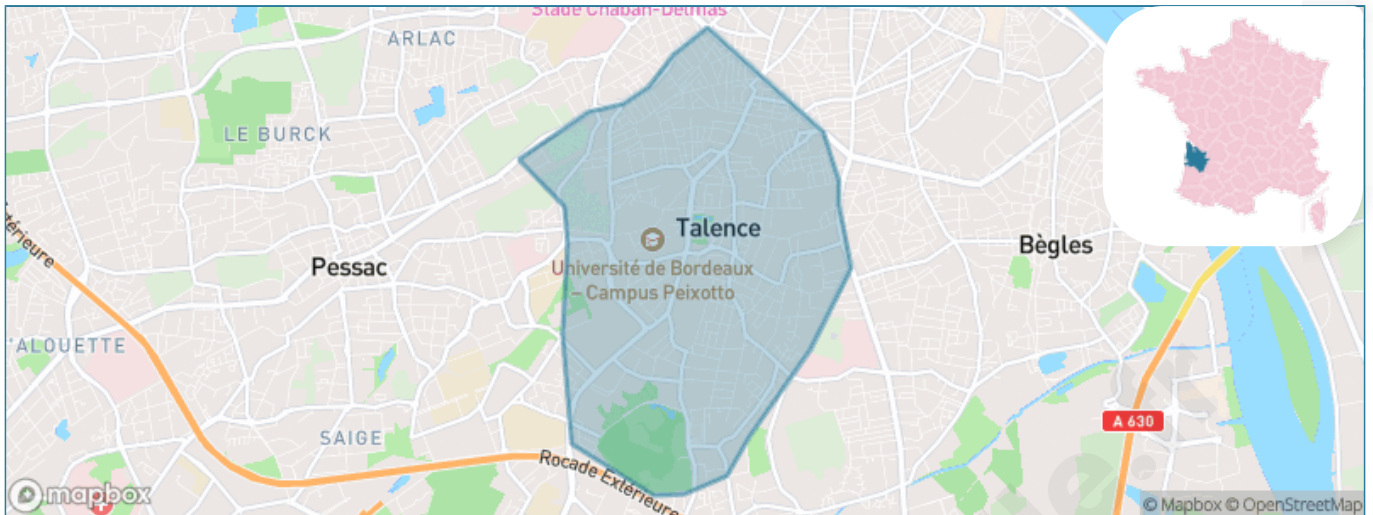 Stade Chaban-Delmas
ARLAC
LE BURCK
Talence
Université de Bordeaux
– Campus Peixotto
Pessac
Bègles
'ALOUETTE
SAIGE
A 630
Rocade Extérieure
térieure
mapbox
© Mapbox © OpenStreetMap